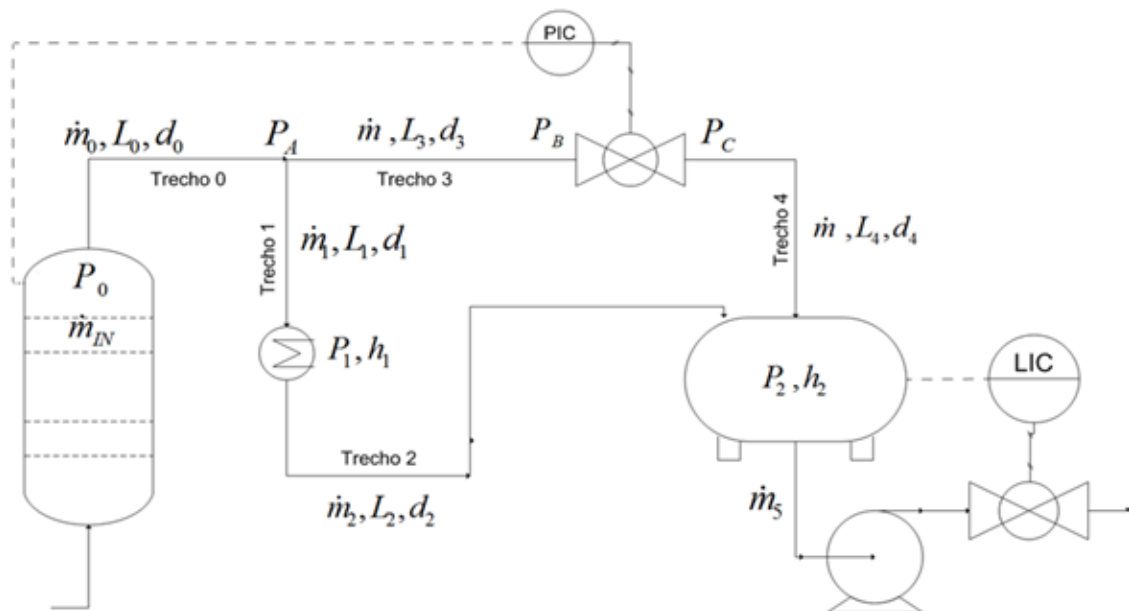 PIC
ṁ₀, L₀, d₀
P_A
ṁ , L₃, d₃
P_B
P_C
Trecho 0
Trecho 3
Trecho 1
ṁ₁, L₁, d₁
Trecho 4
ṁ , L₄, d₄
P₀
ṁ_IN
P₁, h₁
P₂, h₂
LIC
Trecho 2
ṁ₂, L₂, d₂
ṁ₅